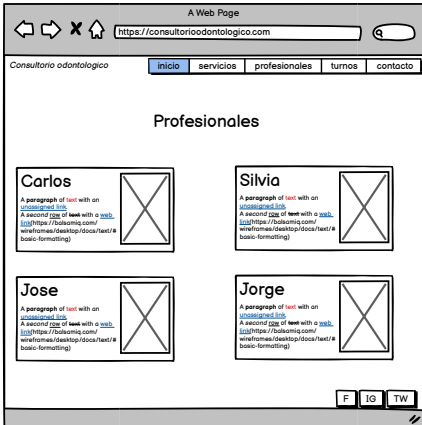 A Web Page
https://consultorioodontologico.com
Consultorio odontologico
inicio servicios profesionales turnos contacto
Profesionales
Carlos
A paragraph of text with an
unassigned link.
A second row of text with a web
link(https://balsamiq.com/
wireframes/desktop/docs/text/#
basic-formatting)
Silvia
A paragraph of text with an
unassigned link.
A second row of text with a web
link(https://balsamiq.com/
wireframes/desktop/docs/text/#
basic-formatting)
Jose
A paragraph of text with an
unassigned link.
A second row of text with a web
link(https://balsamiq.com/
wireframes/desktop/docs/text/#
basic-formatting)
Jorge
A paragraph of text with an
unassigned link.
A second row of text with a web
link(https://balsamiq.com/
wireframes/desktop/docs/text/#
basic-formatting)
F IG TW